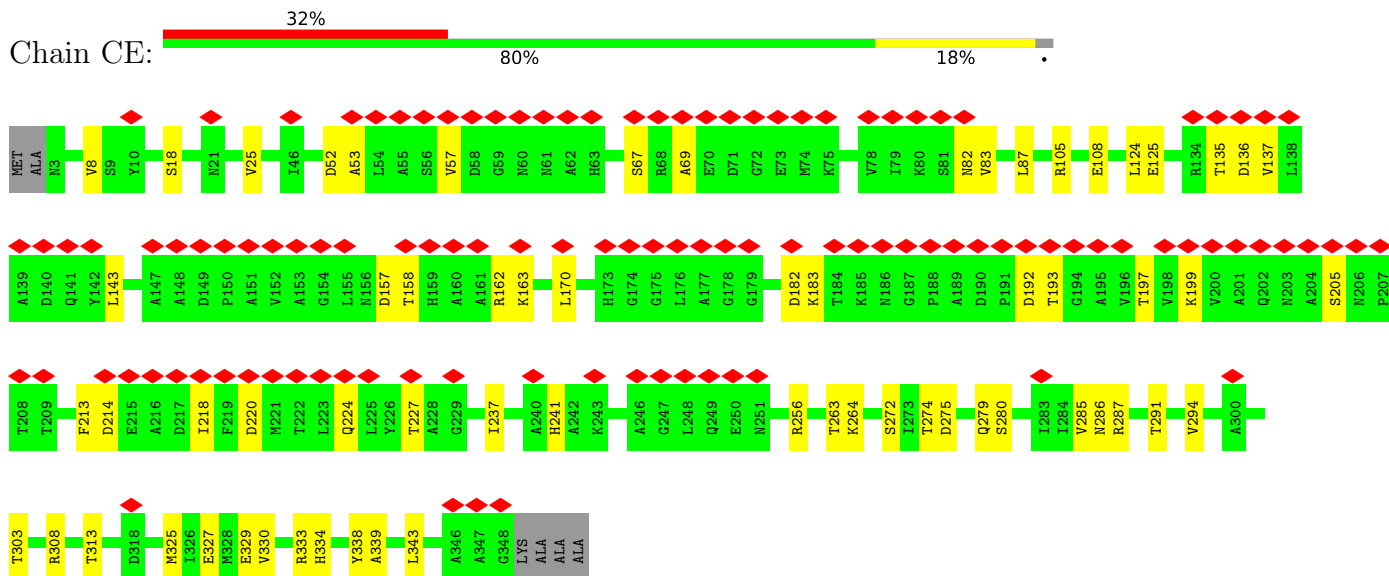 32%
Chain CE:
80% 18% •
MET ALA N3 V8 S9 Y10 S18 N21 V25 I46 D52 A53 L54 A55 S56 V57 D58 G59 N60 N61 A62 H63 S67 R68 A69 E70 D71 G72 E73 M74 K75 V78 I79 K80 S81 N82 V83 L87 R105 E108 L124 E125 R134 T135 D136 V137 L138
A139 D140 Q141 Y142 L143 A147 A148 D149 P150 A151 V152 A153 G154 L155 N156 D157 T158 H159 A160 A161 R162 K163 L170 H173 G174 G175 L176 A177 G178 G179 D182 K183 T184 K185 N186 G187 P188 A189 D190 P191 D192 T193 G194 A195 V196 T197 V198 K199 V200 A201 Q202 N203 A204 S205 N206 P207
T208 T209 F213 D214 E215 A216 D217 I218 F219 D220 M221 T222 L223 Q224 L225 Y226 T227 A228 G229 I237 A240 H241 A242 K243 A246 G247 L248 Q249 E250 N251 R256 T263 K264 S272 I273 T274 D275 Q279 S280 I283 I284 V285 N286 R287 T291 V294 A300
T303 R308 T313 D318 M325 I326 E327 M328 E329 V330 R333 H334 Y338 A339 L343 A346 A347 G348 LYS ALA ALA ALA